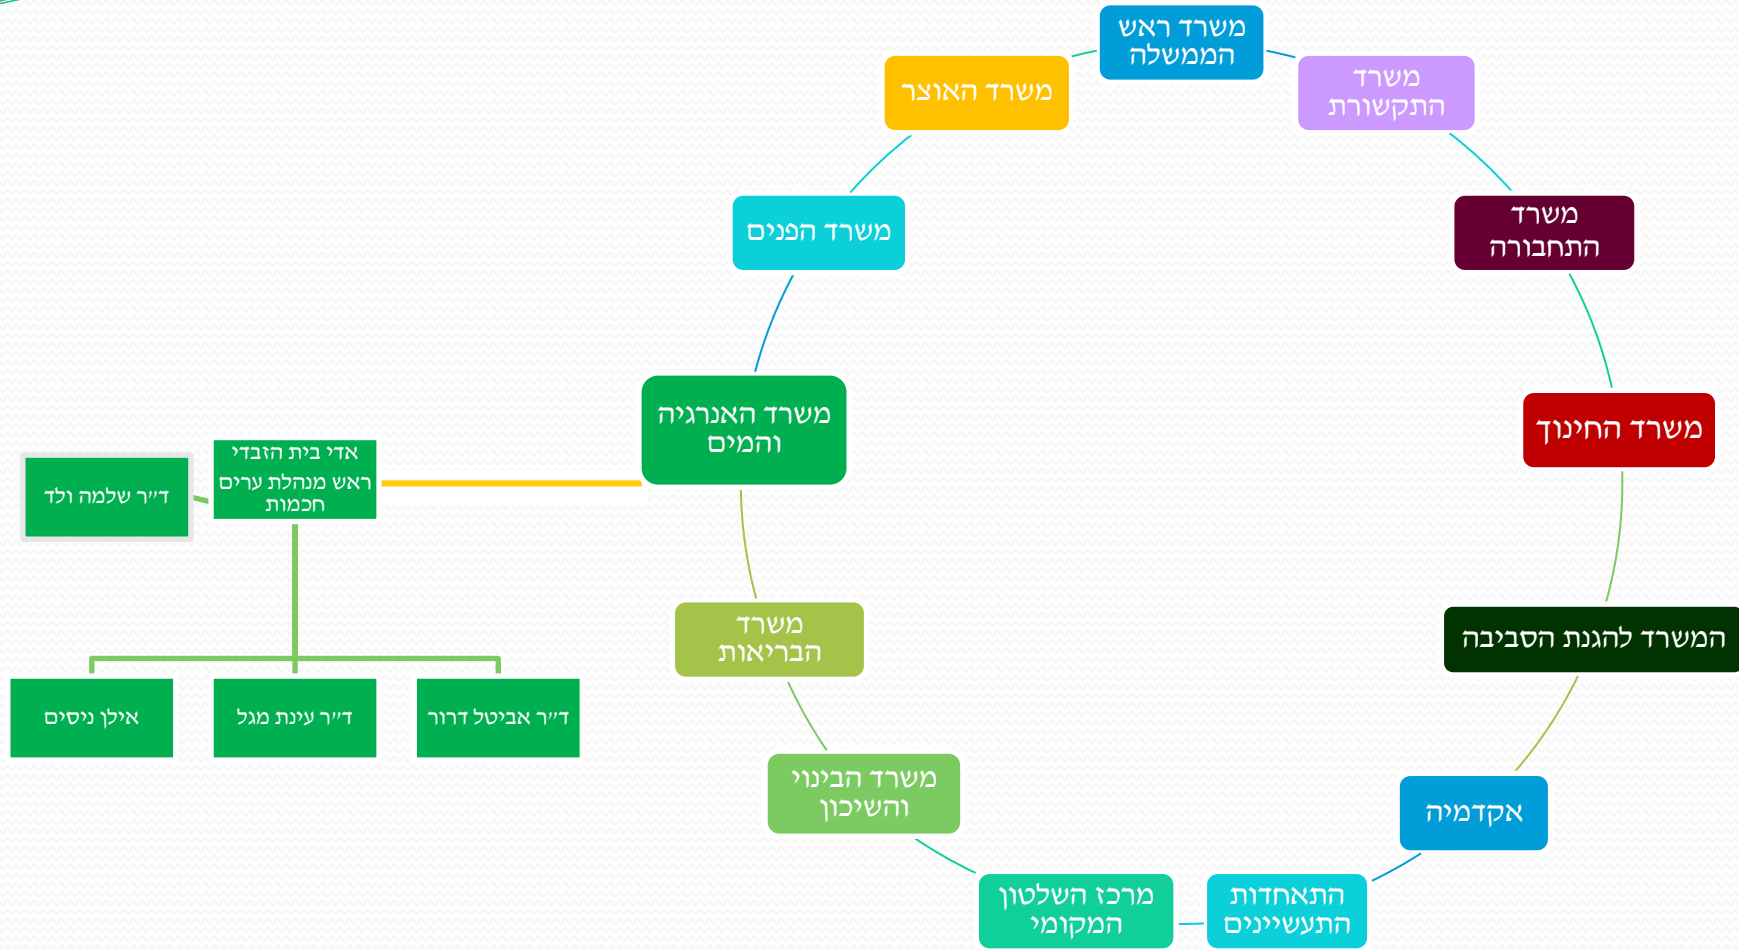 משרד ראש
הממשלה
משרד
התקשורת
משרד
התחבורה
משרד החינוך
המשרד להגנת הסביבה
אקדמיה
התאחדות
התעשיינים
מרכז השלטון
המקומי
משרד הבינוי
והשיכון
משרד
הבריאות
משרד האנרגיה
והמים
משרד הפנים
משרד האוצר
אדי בית הזבדי
ראש מנהלת ערים
חכמות
ד״ר שלמה ולד
ד״ר אביטל דרור
ד״ר עינת מגל
אילן ניסים